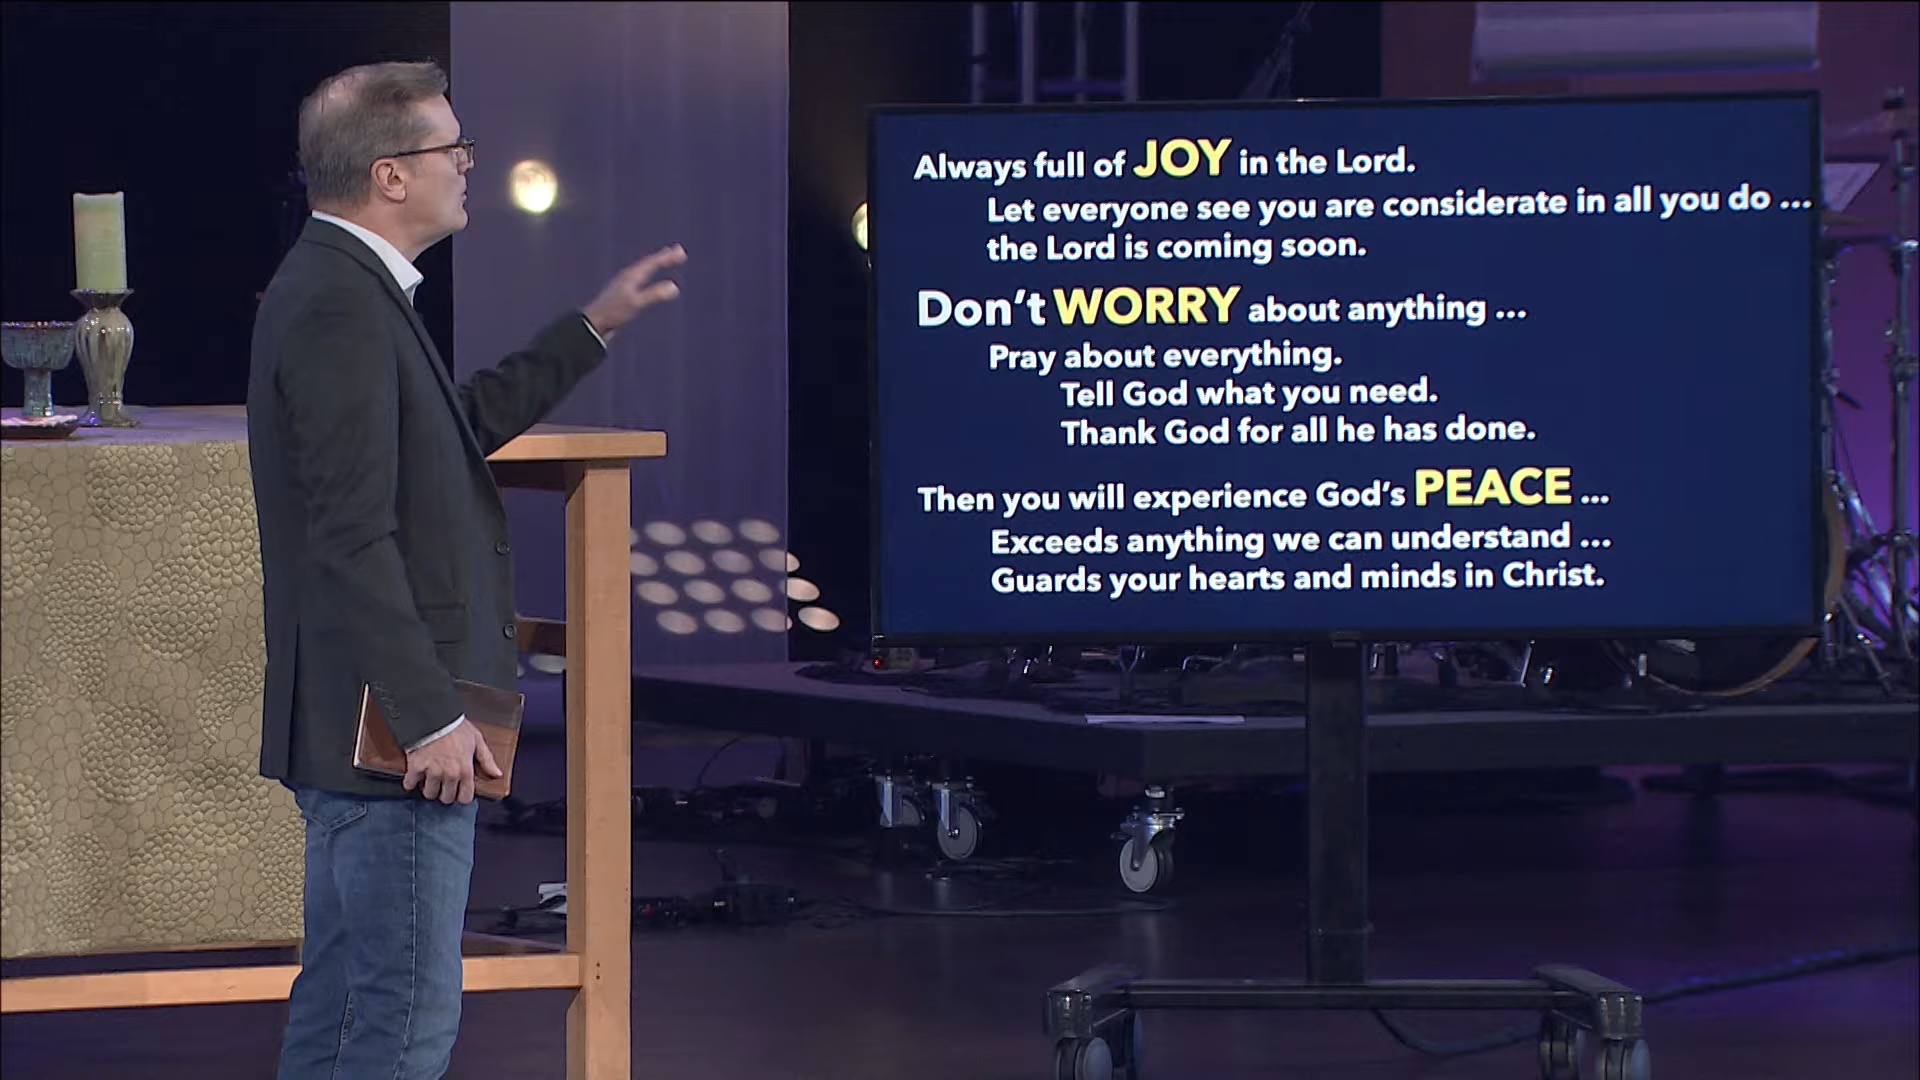 Always full of JOY in the Lord.
Let everyone see you are considerate in all you do ...
the Lord is coming soon.
Don't WORRY about anything ...
Pray about everything.
Tell God what you need.
Thank God for all he has done.
Then you will experience God's PEACE ...
Exceeds anything we can understand ...
Guards your hearts and minds in Christ.